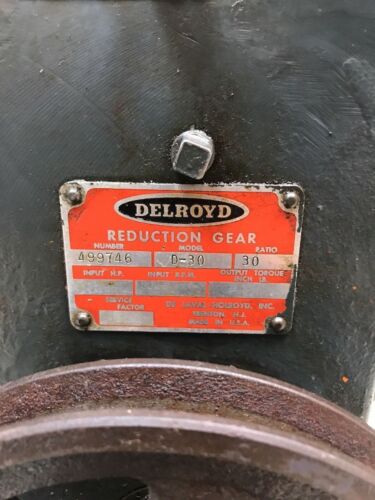 DELROYD
REDUCTION GEAR
NUMBER MODEL RATIO
499746 D-30 30
INPUT H.P. INPUT R.P.M. OUTPUT TORQUE
INCH LB.
SERVICE
FACTOR
DE LAVAL-HOLROYD, INC.
TRENTON, N.J.
MADE IN U.S.A.